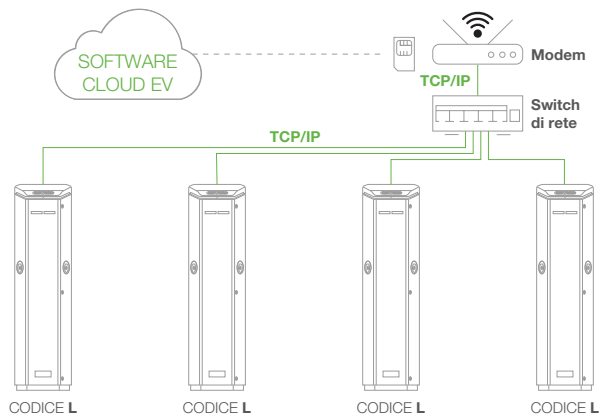 SOFTWARE
CLOUD EV
Modem
TCP/IP
Switch
di rete
TCP/IP
CODICE L
CODICE L
CODICE L
CODICE L